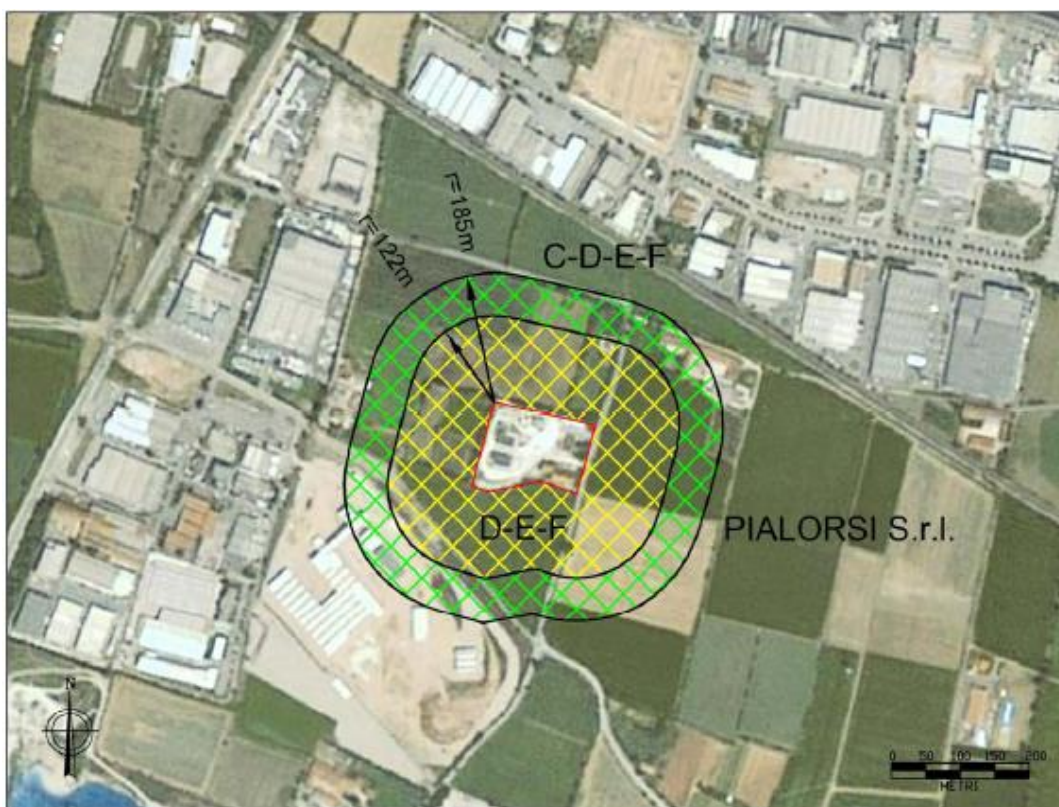 r=185m
r=122m
C-D-E-F
D-E-F
PIALORSI S.r.l.
N
0 50 100 150 200
METRI